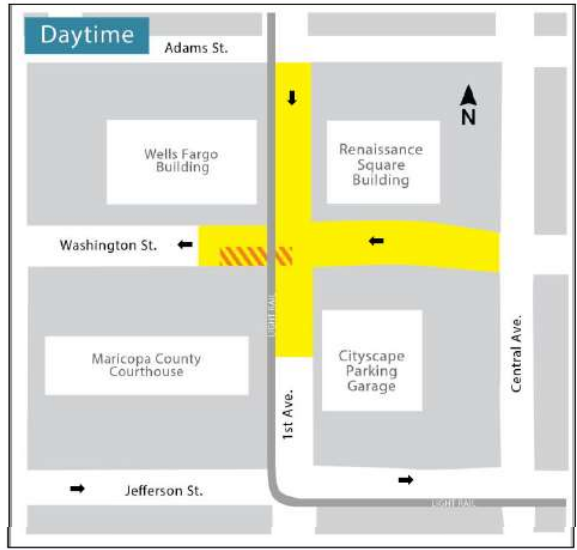 Daytime
Adams St.
N
Wells Fargo
Building
Renaissance
Square
Building
Washington St.
LIGHT RAIL
Maricopa County
Courthouse
Cityscape
Parking
Garage
Central Ave.
1st Ave.
Jefferson St.
LIGHT RAIL